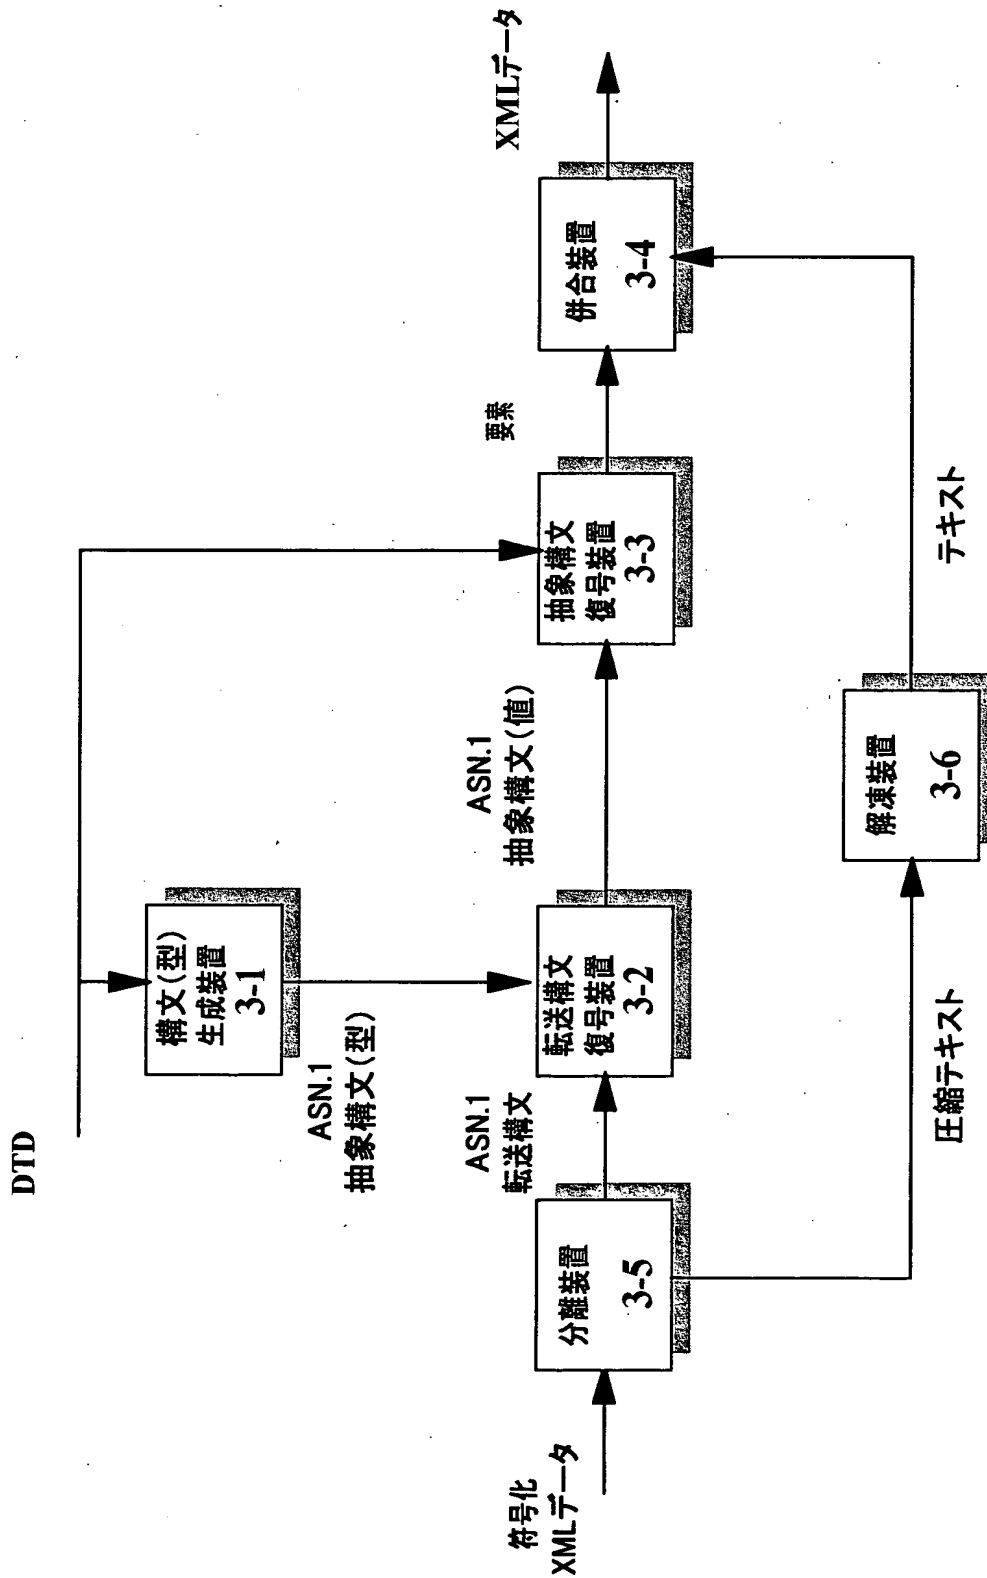 DTD
構文(型)
生成装置
3-1
ASN.1
抽象構文(型)
符号化
XMLデータ
分離装置
3-5
ASN.1
転送構文
転送構文
復号装置
3-2
ASN.1
抽象構文(値)
抽象構文
復号装置
3-3
要素
併合装置
3-4
XMLデータ
圧縮テキスト
解凍装置
3-6
テキスト